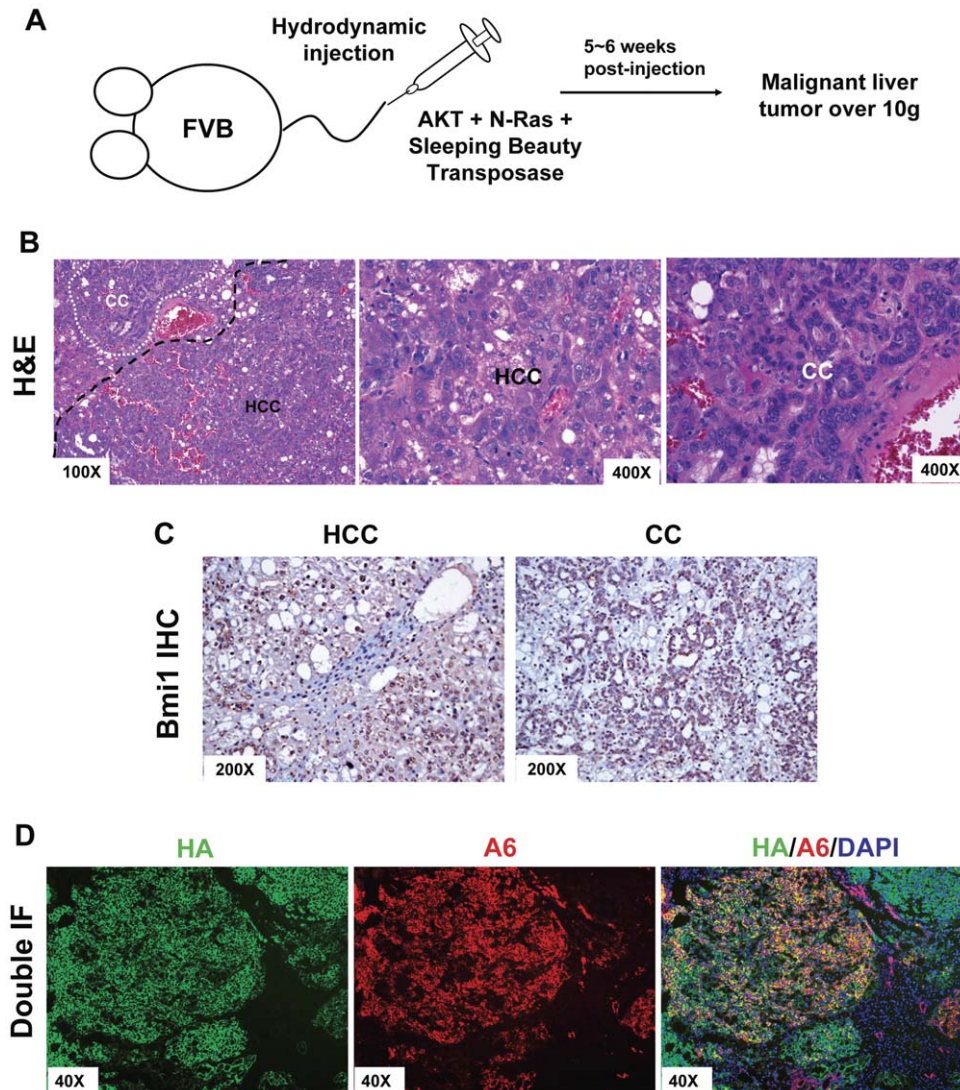 A
Hydrodynamic
injection
FVB
AKT + N-Ras +
Sleeping Beauty
Transposase
5~6 weeks
post-injection
Malignant liver
tumor over 10g
B
H&E
CC
HCC
100X
HCC
400X
CC
400X
C
HCC
CC
Bmi1 IHC
200X
200X
D
HA
A6
HA/A6/DAPI
Double IF
40X
40X
40X